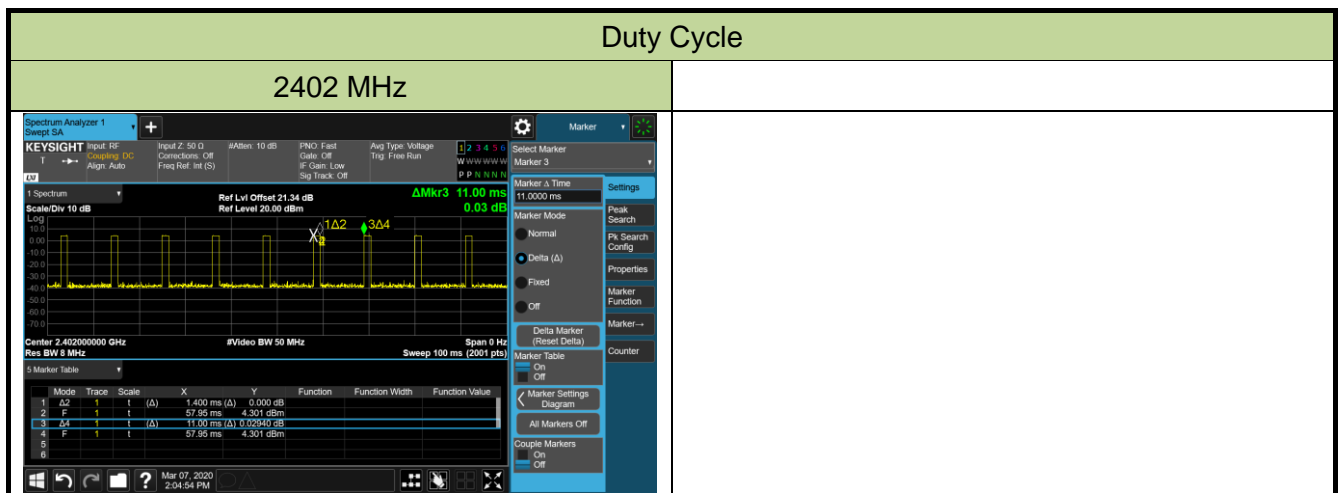 Duty Cycle
2402 MHz
Spectrum Analyzer 1
Swept SA
+
Marker
KEYSIGHT Input: RF Input Z: 50 Ω #Atten: 10 dB PNO: Fast Avg Type: Voltage 1 2 3 4 5 6
T Coupling: DC Corrections: Off Gate: Off Trig: Free Run W W W W W W
Align: Auto Freq Ref: Int (S) IF Gain: Low P P N N N N
Sig Track: Off
LXI
1 Spectrum
Ref Lvl Offset 21.34 dB ΔMkr3 11.00 ms
Scale/Div 10 dB Ref Level 20.00 dBm 0.03 dB
Log
10.0
0.00
-10.0
-20.0
-30.0
-40.0
-50.0
-60.0
-70.0
1Δ2 3Δ4
X
Center 2.402000000 GHz #Video BW 50 MHz Span 0 Hz
Res BW 8 MHz Sweep 100 ms (2001 pts)
5 Marker Table
Mode Trace Scale X Y Function Function Width Function Value
1 Δ2 1 t (Δ) 1.400 ms (Δ) 0.000 dB
2 F 1 t 57.95 ms 4.301 dBm
3 Δ4 1 t (Δ) 11.00 ms (Δ) 0.02940 dB
4 F 1 t 57.95 ms 4.301 dBm
5
6
Select Marker
Marker 3
Marker Δ Time
11.0000 ms
Marker Mode
Normal
Delta (Δ)
Fixed
Off
Delta Marker
(Reset Delta)
Marker Table
On
Off
Marker Settings
Diagram
All Markers Off
Couple Markers
On
Off
Settings
Peak
Search
Pk Search
Config
Properties
Marker
Function
Marker→
Counter
?
Mar 07, 2020
2:04:54 PM